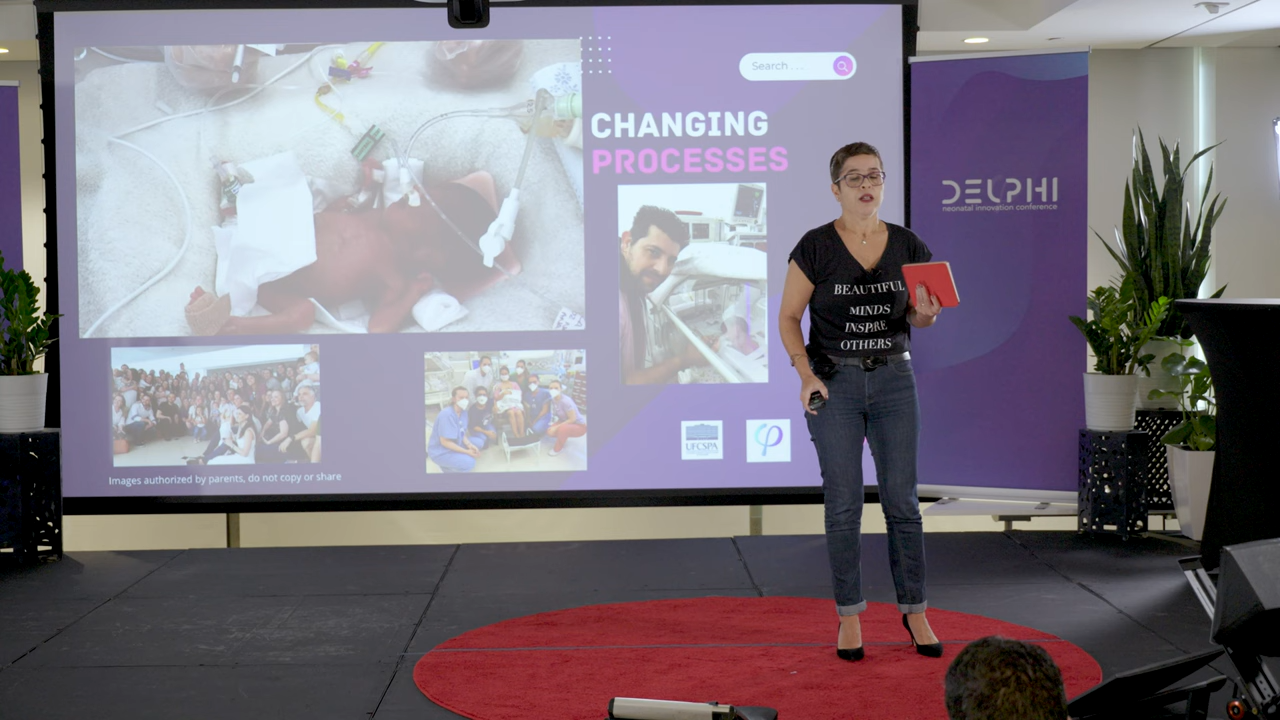 Search . . .
CHANGING
PROCESSES
UFCSPA
Images authorized by parents, do not copy or share
BEAUTIFUL
MINDS
INSPIRE
OTHERS
DELPHI
neonatal innovation conference